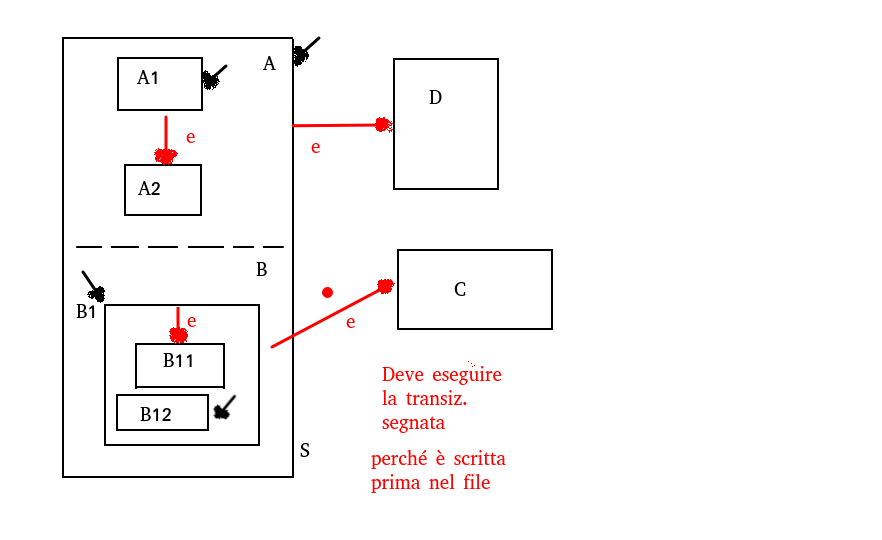 A1
A
D
e
e
A2
B
B1
e
C
e
B11
B12
S
Deve eseguire
la transiz.
segnata
perché è scritta
prima nel file